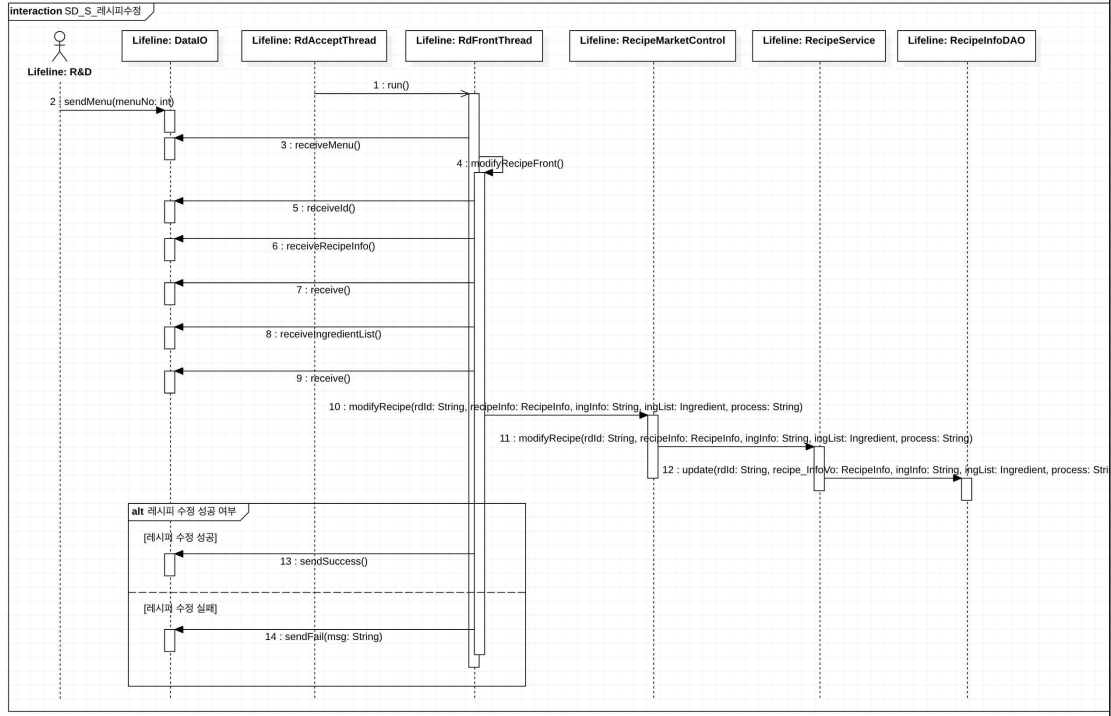 interaction SD_S_레시피수정
Lifeline: R&D
Lifeline: DataIO
Lifeline: RdAcceptThread
Lifeline: RdFrontThread
Lifeline: RecipeMarketControl
Lifeline: RecipeService
Lifeline: RecipeInfoDAO
1 : run()
2 : sendMenu(menuNo: int)
3 : receiveMenu()
4 : modifyRecipeFront()
5 : receiveId()
6 : receiveRecipeInfo()
7 : receive()
8 : receiveIngredientList()
9 : receive()
10 : modifyRecipe(rdId: String, recipeInfo: RecipeInfo, ingInfo: String, ingList: Ingredient, process: String)
11 : modifyRecipe(rdId: String, recipeInfo: RecipeInfo, ingInfo: String, ingList: Ingredient, process: String)
12 : update(rdId: String, recipe_InfoVo: RecipeInfo, ingInfo: String, ingList: Ingredient, process: Stri
alt 레시피 수정 성공 여부
[레시피 수정 성공]
13 : sendSuccess()
[레시피 수정 실패]
14 : sendFail(msg: String)